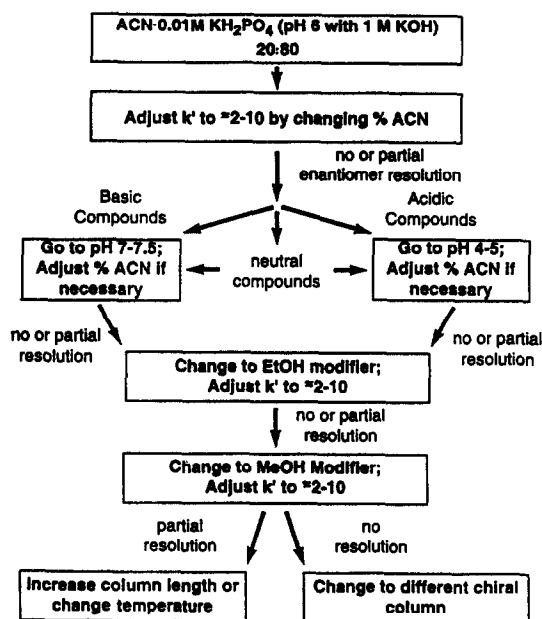 ACN-0.01M KH₂PO₄ (pH 6 with 1 M KOH)
20:80
Adjust k' to ≈2-10 by changing % ACN
no or partial
enantiomer resolution
Basic
Compounds
Acidic
Compounds
Go to pH 7-7.5;
Adjust % ACN if
necessary
neutral
compounds
Go to pH 4-5;
Adjust % ACN if
necessary
no or partial
resolution
no or partial
resolution
Change to EtOH modifier;
Adjust k' to ≈2-10
no or partial
resolution
Change to MeOH Modifier;
Adjust k' to ≈2-10
partial
resolution
no
resolution
Increase column length or
change temperature
Change to different chiral
column